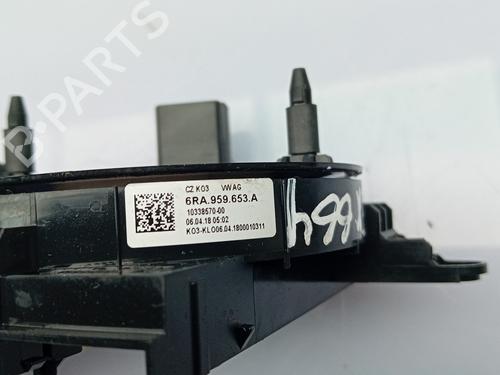 CZ K03 VW AG
6RA.959.653.A
10338570-00
06.04.18 05:02
K03-KLO06.04.1800010311
B PARTS